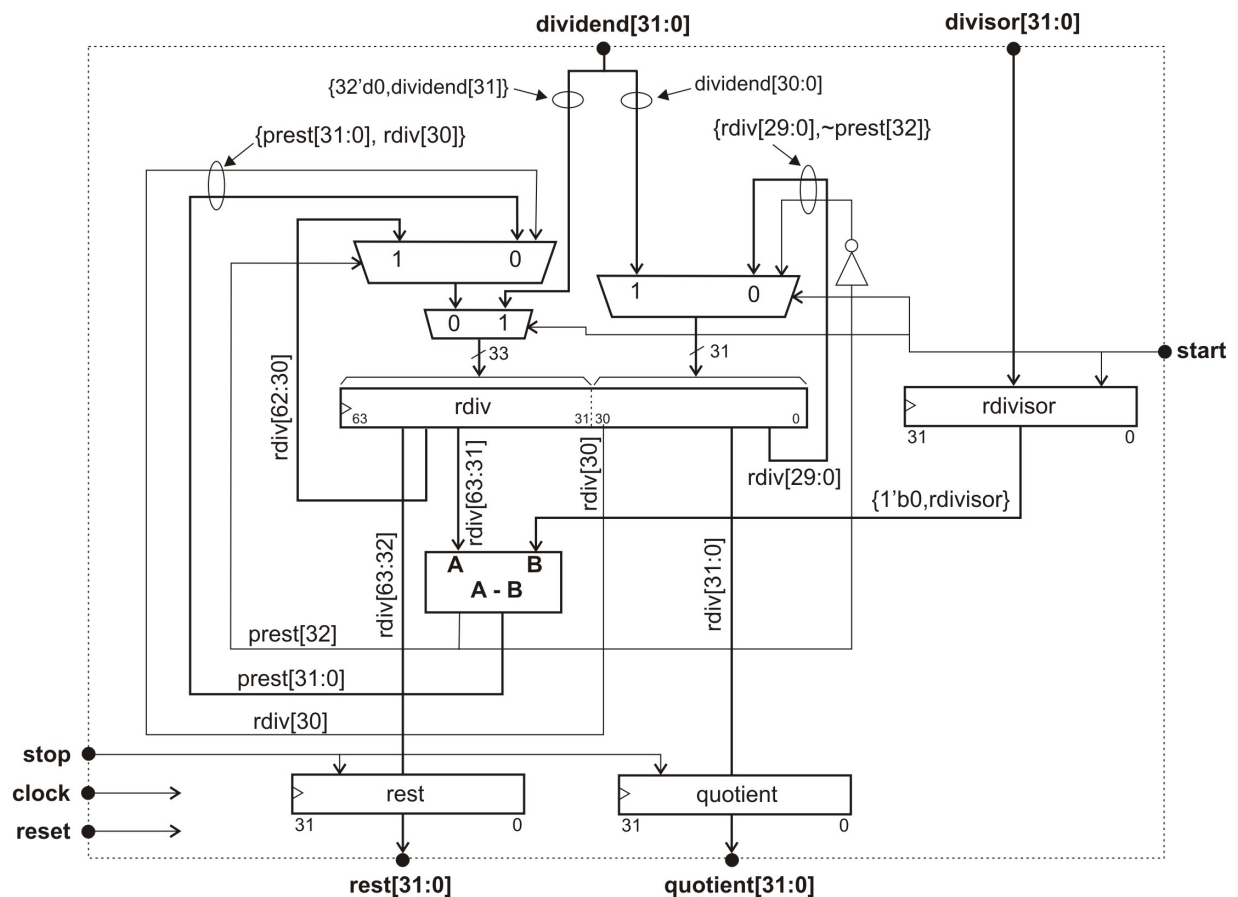 dividend[31:0]
divisor[31:0]
{32'd0,dividend[31]}
dividend[30:0]
{prest[31:0], rdiv[30]}
{rdiv[29:0],~prest[32]}
1 0
1 0
0 1
33
31
start
rdiv[62:30]
rdiv
63 31 30 0
rdivisor
31 0
rdiv[63:31]
rdiv[30]
rdiv[29:0]
{1'b0,rdivisor}
rdiv[63:32]
A B
A - B
rdiv[31:0]
prest[32]
prest[31:0]
rdiv[30]
stop
clock
reset
rest
31 0
quotient
31 0
rest[31:0]
quotient[31:0]